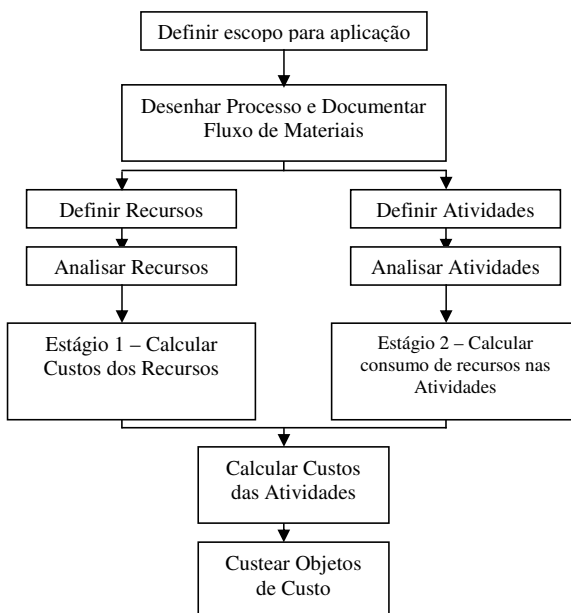 Definir escopo para aplicação
Desenhar Processo e Documentar
Fluxo de Materiais
Definir Recursos
Definir Atividades
Analisar Recursos
Analisar Atividades
Estágio 1 – Calcular
Custos dos Recursos
Estágio 2 – Calcular
consumo de recursos nas
Atividades
Calcular Custos
das Atividades
Custear Objetos
de Custo